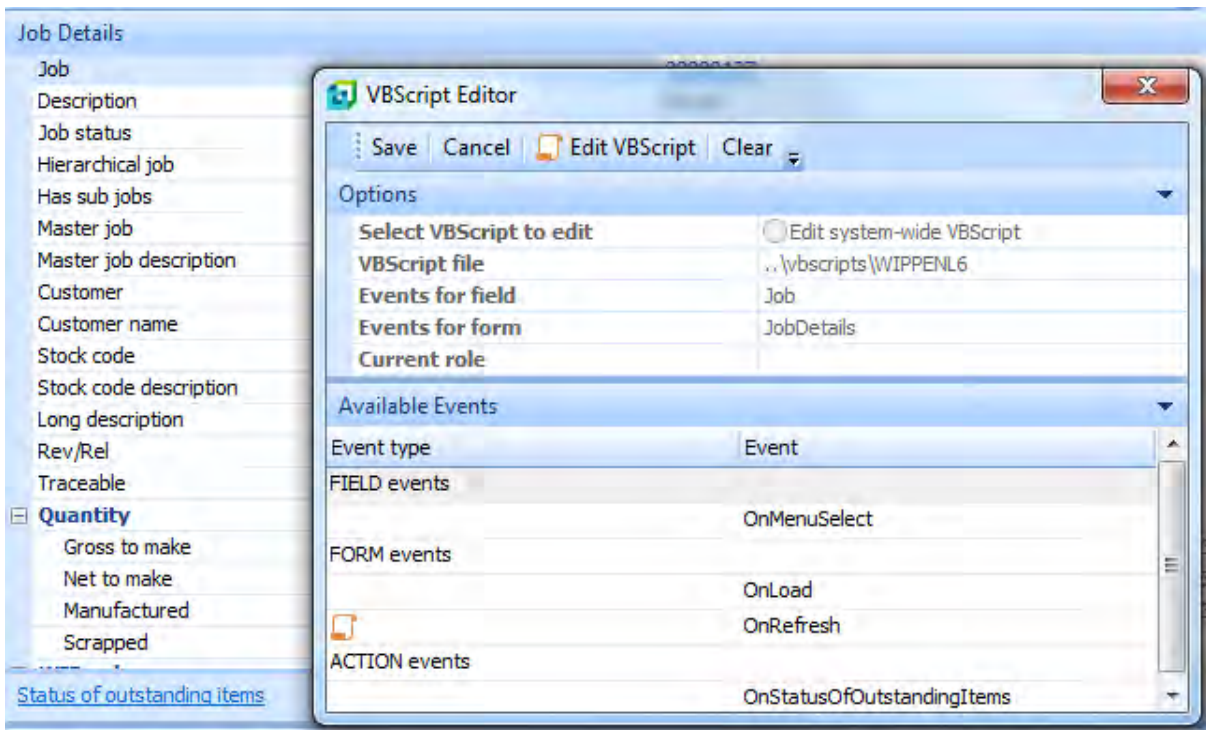 Job Details
Job
Description
Job status
Hierarchical job
Has sub jobs
Master job
Master job description
Customer
Customer name
Stock code
Stock code description
Long description
Rev/Rel
Traceable
Quantity
Gross to make
Net to make
Manufactured
Scrapped
Status of outstanding items
VBScript Editor
Save Cancel Edit VBScript Clear
Options
Select VBScript to edit Edit system-wide VBScript
VBScript file ..\vbscripts\WIPPENL6
Events for field Job
Events for form JobDetails
Current role
Available Events
Event type Event
FIELD events
OnMenuSelect
FORM events
OnLoad
OnRefresh
ACTION events
OnStatusOfOutstandingItems